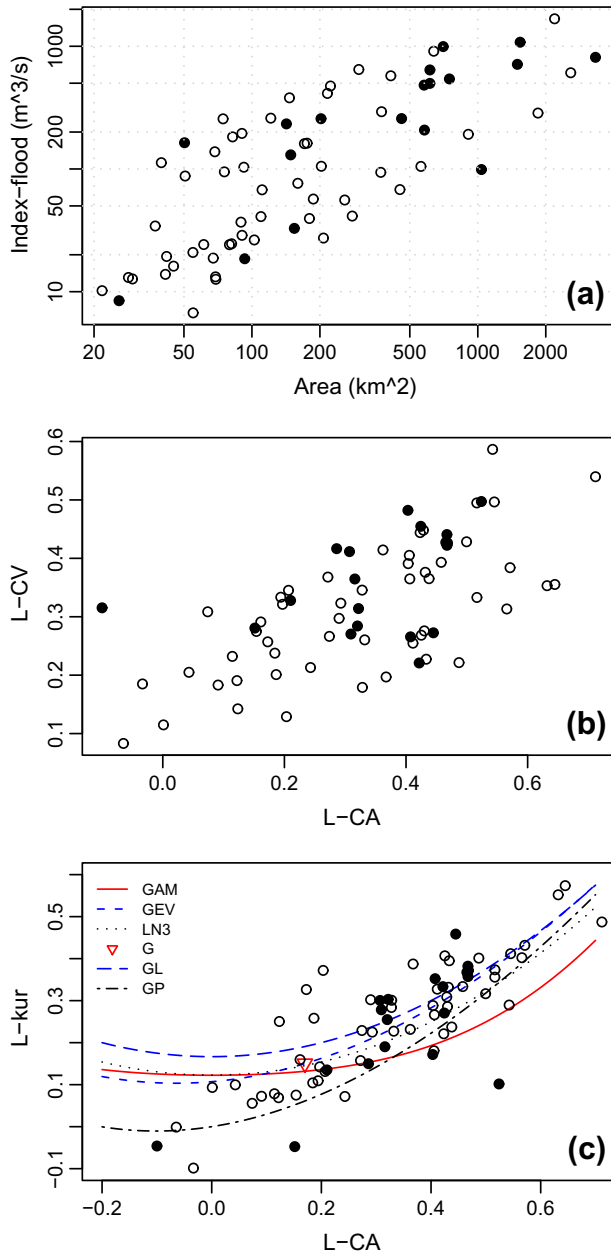 1000
200
50
10
Index−flood (m^3/s)
(a)
20 50 100 200 500 1000 2000
Area (km^2)
0.6
0.5
0.4
0.3
0.2
0.1
L−CV
(b)
0.0 0.2 0.4 0.6
L−CA
0.5
0.3
0.1
−0.1
L−kur
GAM
GEV
LN3
G
GL
GP
(c)
−0.2 0.0 0.2 0.4 0.6
L−CA